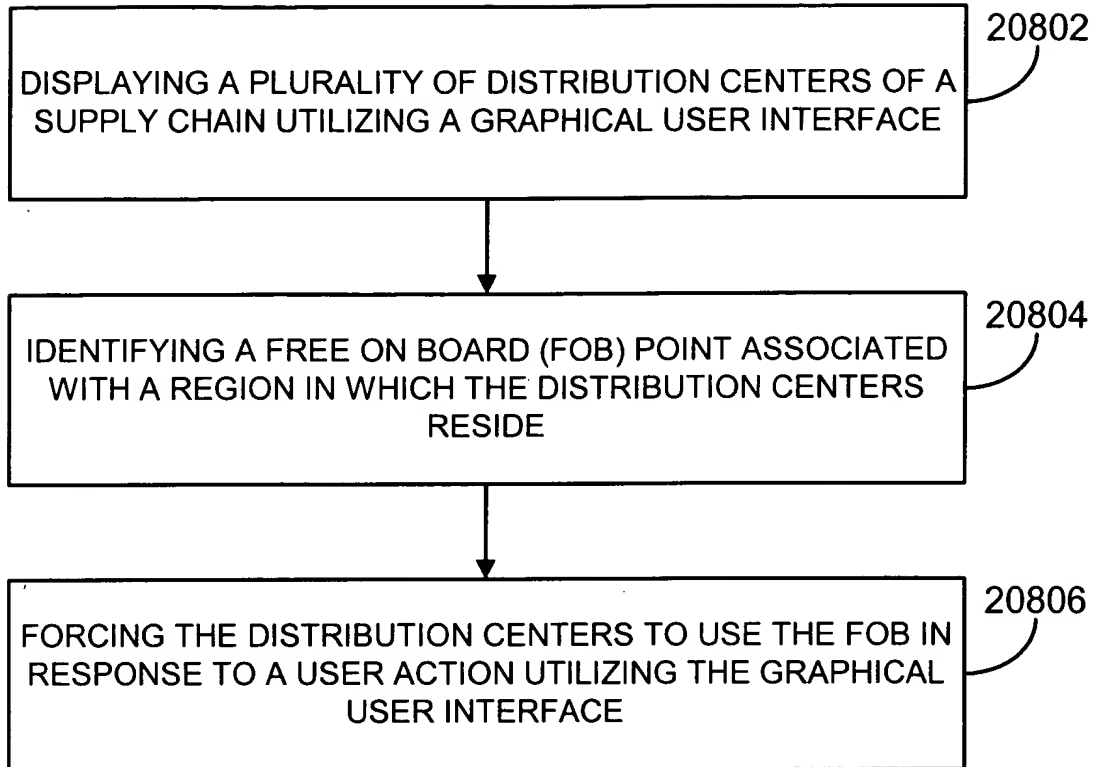 20802
DISPLAYING A PLURALITY OF DISTRIBUTION CENTERS OF A
SUPPLY CHAIN UTILIZING A GRAPHICAL USER INTERFACE
20804
IDENTIFYING A FREE ON BOARD (FOB) POINT ASSOCIATED
WITH A REGION IN WHICH THE DISTRIBUTION CENTERS
RESIDE
20806
FORCING THE DISTRIBUTION CENTERS TO USE THE FOB IN
RESPONSE TO A USER ACTION UTILIZING THE GRAPHICAL
USER INTERFACE